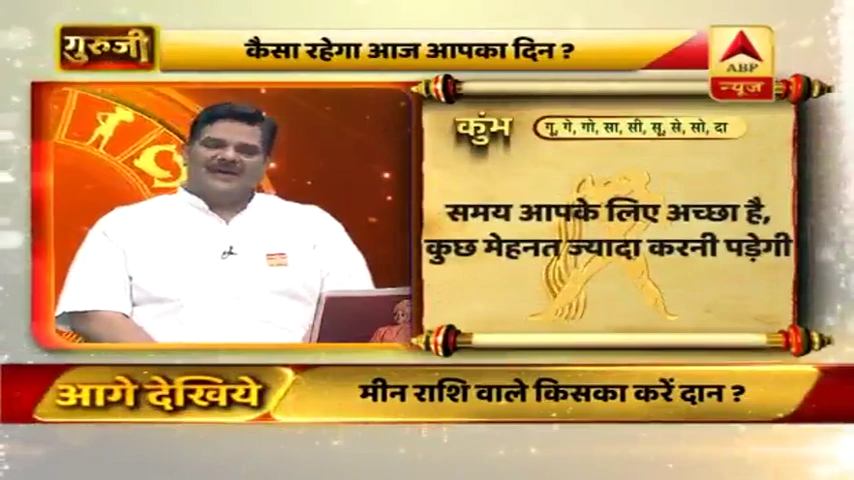 गुरुजी
कैसा रहेगा आज आपका दिन ?
ABP
न्यूज़
कुंभ
गू, गे, गो, सा, सी, सू, से, सो, दा
समय आपके लिए अच्छा है,
कुछ मेहनत ज्यादा करनी पड़ेगी
आगे देखिये
मीन राशि वाले किसका करें दान ?